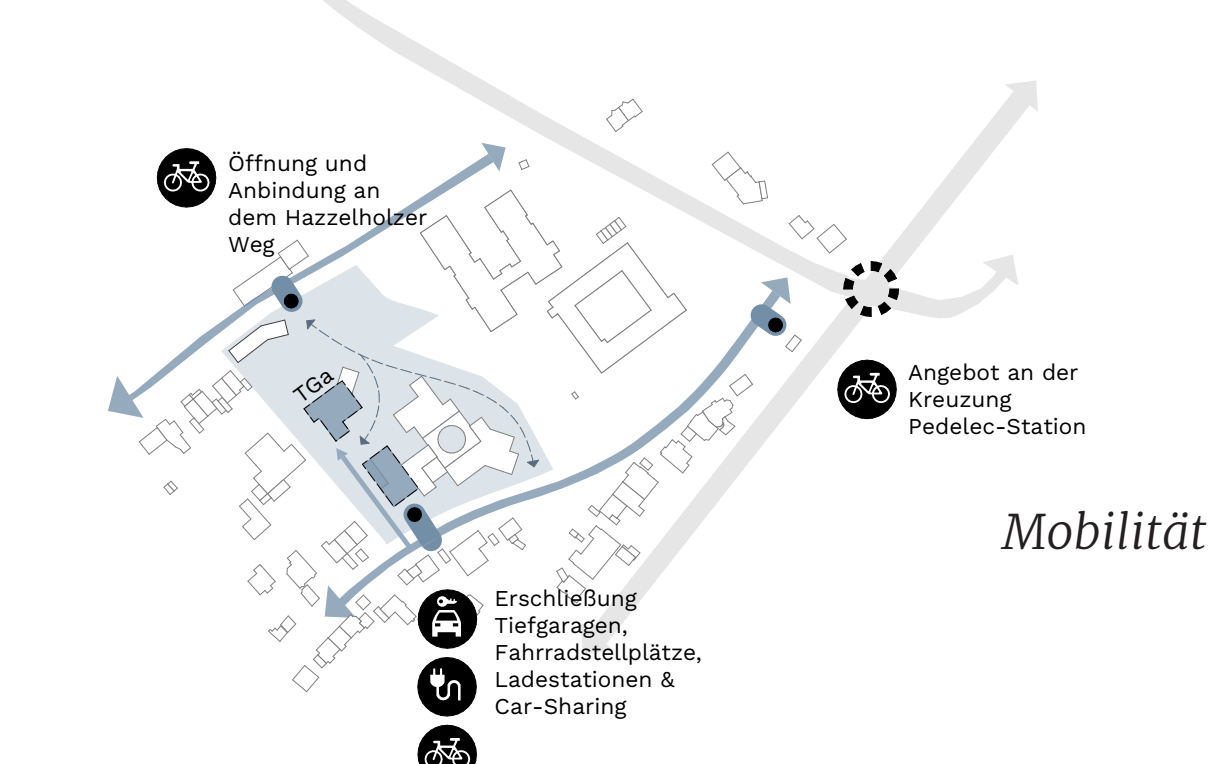 Öffnung und
Anbindung an
dem Hazzelholzer
Weg
TGa
Angebot an der
Kreuzung
Pedelec-Station
Mobilität
Erschließung
Tiefgaragen,
Fahrradstellplätze,
Ladestationen &
Car-Sharing